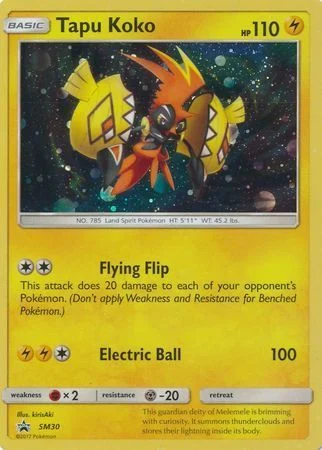 BASIC
Tapu Koko
HP 110
NO. 785 Land Spirit Pokémon HT: 5'11" WT: 45.2 lbs.
Flying Flip
This attack does 20 damage to each of your opponent's
Pokémon. (Don't apply Weakness and Resistance for Benched
Pokémon.)
Electric Ball 100
weakness × 2 resistance -20 retreat
Illus. kirisAki
SM30
©2017 Pokémon
The guardian deity of Melemele is brimming
with curiosity. It summons thunderclouds and
stores their lightning inside its body.